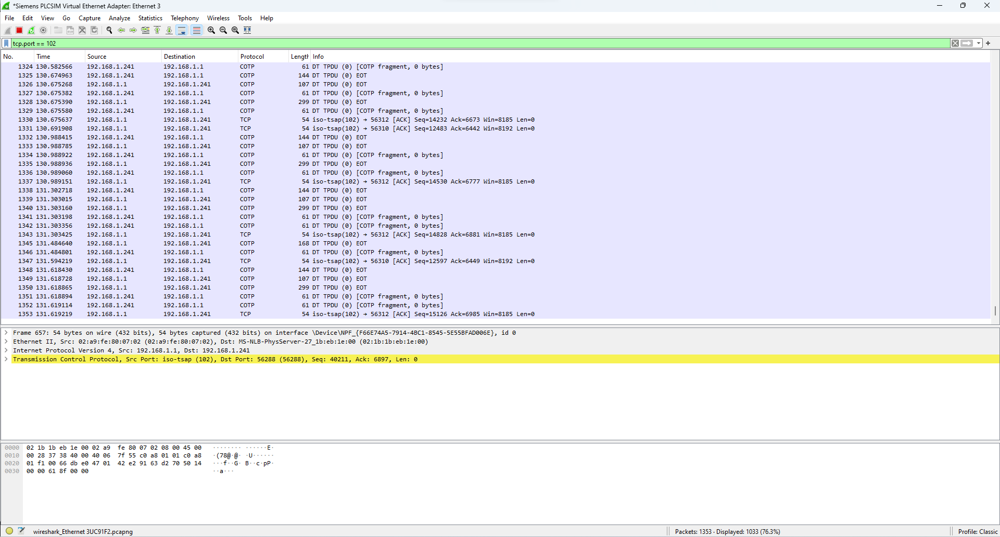 *Siemens PLCSIM Virtual Ethernet Adapter: Ethernet 3
File Edit View Go Capture Analyze Statistics Telephony Wireless Tools Help
tcp.port == 102
No. Time Source Destination Protocol Length Info
1324 130.582566 192.168.1.241 192.168.1.1 COTP 61 DT TPDU (0) [COTP fragment, 0 bytes]
1325 130.674963 192.168.1.241 192.168.1.1 COTP 144 DT TPDU (0) EOT
1326 130.675268 192.168.1.1 192.168.1.241 COTP 107 DT TPDU (0) EOT
1327 130.675382 192.168.1.241 192.168.1.1 COTP 61 DT TPDU (0) [COTP fragment, 0 bytes]
1328 130.675390 192.168.1.1 192.168.1.241 COTP 299 DT TPDU (0) EOT
1329 130.675580 192.168.1.241 192.168.1.1 COTP 61 DT TPDU (0) [COTP fragment, 0 bytes]
1330 130.675637 192.168.1.1 192.168.1.241 TCP 54 iso-tsap(102) → 56312 [ACK] Seq=14232 Ack=6673 Win=8185 Len=0
1331 130.691908 192.168.1.1 192.168.1.241 TCP 54 iso-tsap(102) → 56310 [ACK] Seq=12483 Ack=6442 Win=8192 Len=0
1332 130.988415 192.168.1.241 192.168.1.1 COTP 144 DT TPDU (0) EOT
1333 130.988785 192.168.1.1 192.168.1.241 COTP 107 DT TPDU (0) EOT
1334 130.988922 192.168.1.241 192.168.1.1 COTP 61 DT TPDU (0) [COTP fragment, 0 bytes]
1335 130.988936 192.168.1.1 192.168.1.241 COTP 299 DT TPDU (0) EOT
1336 130.989060 192.168.1.241 192.168.1.1 COTP 61 DT TPDU (0) [COTP fragment, 0 bytes]
1337 130.989151 192.168.1.1 192.168.1.241 TCP 54 iso-tsap(102) → 56312 [ACK] Seq=14530 Ack=6777 Win=8185 Len=0
1338 131.302718 192.168.1.241 192.168.1.1 COTP 144 DT TPDU (0) EOT
1339 131.303015 192.168.1.1 192.168.1.241 COTP 107 DT TPDU (0) EOT
1340 131.303160 192.168.1.1 192.168.1.241 COTP 299 DT TPDU (0) EOT
1341 131.303198 192.168.1.241 192.168.1.1 COTP 61 DT TPDU (0) [COTP fragment, 0 bytes]
1342 131.303356 192.168.1.241 192.168.1.1 COTP 61 DT TPDU (0) [COTP fragment, 0 bytes]
1343 131.303425 192.168.1.1 192.168.1.241 TCP 54 iso-tsap(102) → 56312 [ACK] Seq=14828 Ack=6881 Win=8185 Len=0
1345 131.484640 192.168.1.1 192.168.1.241 COTP 168 DT TPDU (0) EOT
1346 131.484801 192.168.1.241 192.168.1.1 COTP 61 DT TPDU (0) [COTP fragment, 0 bytes]
1347 131.594219 192.168.1.1 192.168.1.241 TCP 54 iso-tsap(102) → 56310 [ACK] Seq=12597 Ack=6449 Win=8192 Len=0
1348 131.618430 192.168.1.241 192.168.1.1 COTP 144 DT TPDU (0) EOT
1349 131.618728 192.168.1.1 192.168.1.241 COTP 107 DT TPDU (0) EOT
1350 131.618865 192.168.1.1 192.168.1.241 COTP 299 DT TPDU (0) EOT
1351 131.618894 192.168.1.241 192.168.1.1 COTP 61 DT TPDU (0) [COTP fragment, 0 bytes]
1352 131.619114 192.168.1.241 192.168.1.1 COTP 61 DT TPDU (0) [COTP fragment, 0 bytes]
1353 131.619219 192.168.1.1 192.168.1.241 TCP 54 iso-tsap(102) → 56312 [ACK] Seq=15126 Ack=6985 Win=8185 Len=0
Frame 657: 54 bytes on wire (432 bits), 54 bytes captured (432 bits) on interface \Device\NPF_{F66E74A5-7914-4BC1-8545-5E55BFAD006E}, id 0
Ethernet II, Src: 02:a9:fe:80:07:02 (02:a9:fe:80:07:02), Dst: MS-NLB-PhysServer-27_1b:eb:1e:00 (02:1b:1b:eb:1e:00)
Internet Protocol Version 4, Src: 192.168.1.1, Dst: 192.168.1.241
Transmission Control Protocol, Src Port: iso-tsap (102), Dst Port: 56288 (56288), Seq: 40211, Ack: 6897, Len: 0
0000 02 1b 1b eb 1e 00 02 a9 fe 80 07 02 08 00 45 00 ········ ······E·
0010 00 28 37 38 40 00 40 06 7f 55 c0 a8 01 01 c0 a8 ·(78@·@· ·U······
0020 01 f1 00 66 db e0 47 01 42 e2 91 63 d2 70 50 14 ···f··G· B··c·pP·
0030 00 00 61 8f 00 00 ··a···
wireshark_Ethernet 3UC91F2.pcapng
Packets: 1353 · Displayed: 1033 (76.3%)
Profile: Classic